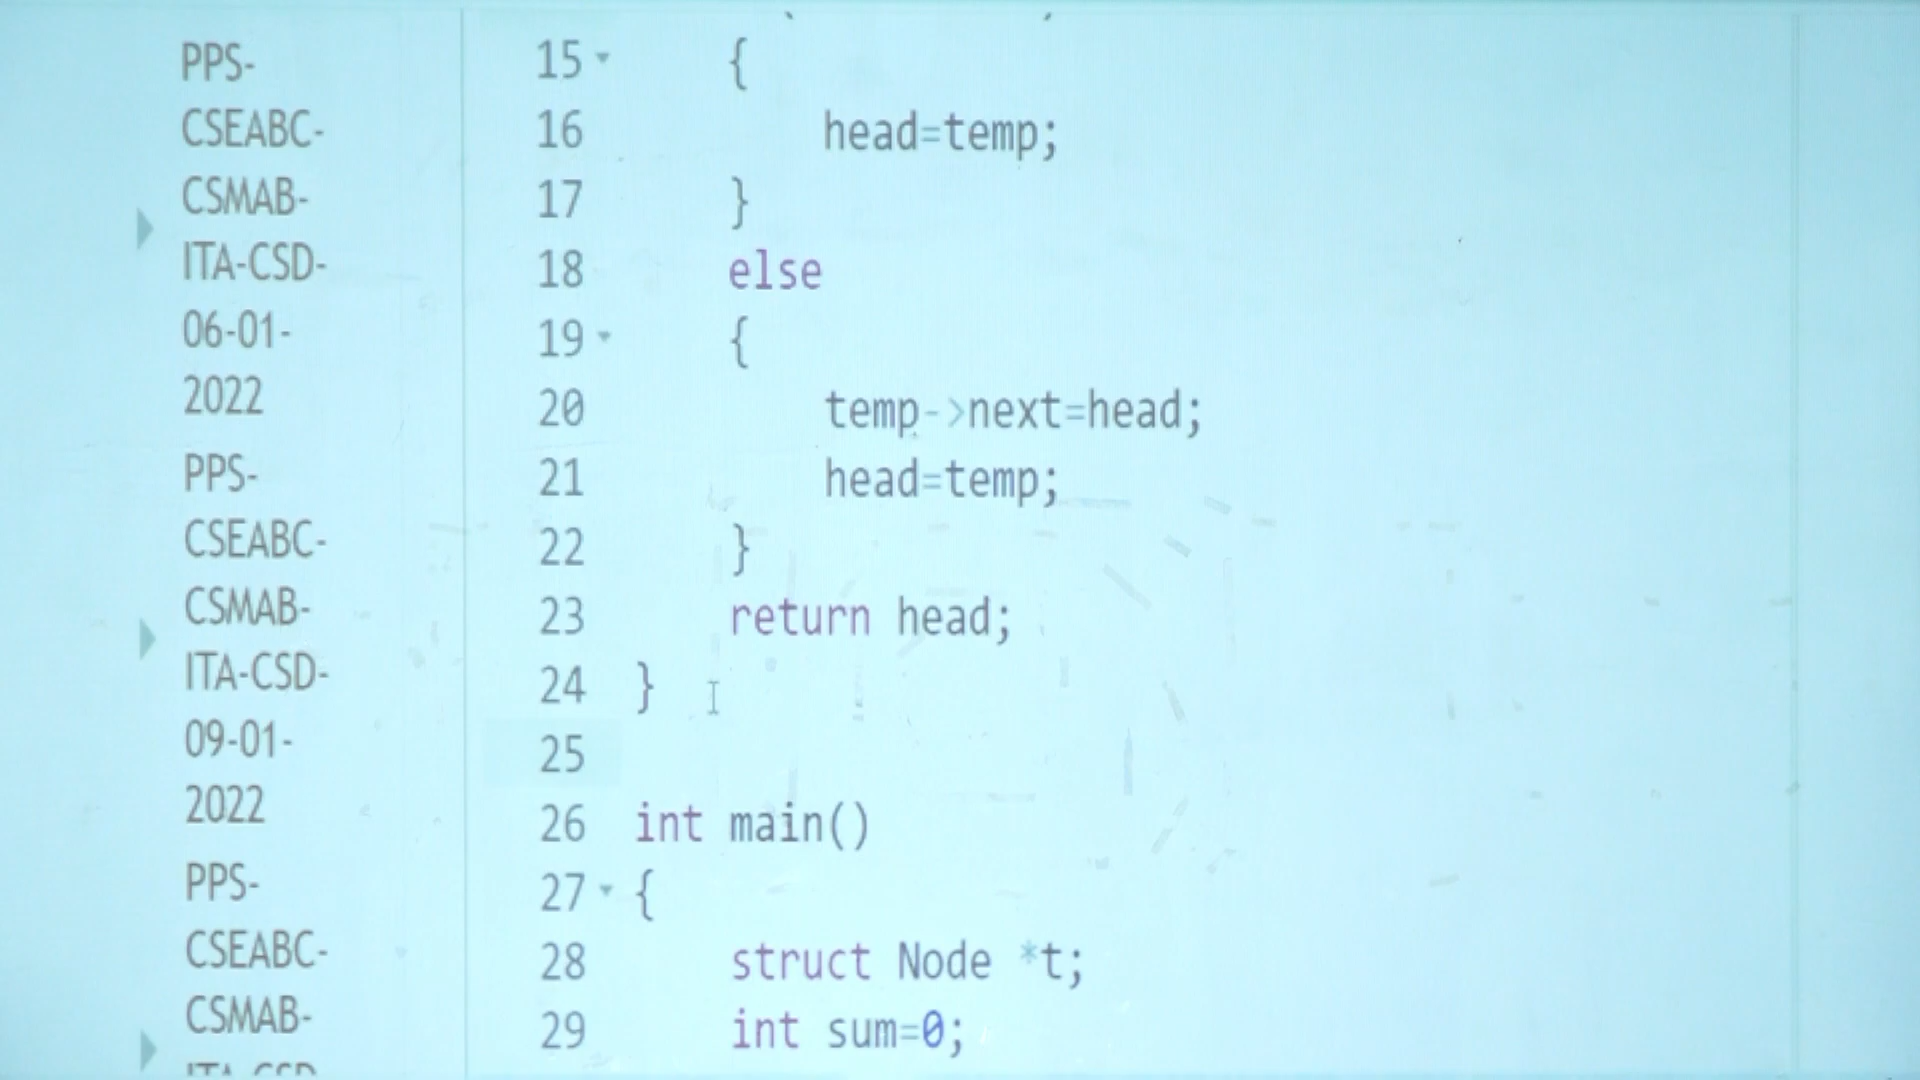 PPS-
CSEABC-
CSMAB-
ITA-CSD-
06-01-
2022
PPS-
CSEABC-
CSMAB-
ITA-CSD-
09-01-
2022
PPS-
CSEABC-
CSMAB-
ITA-CSD-
15 {
16 head=temp;
17 }
18 else
19 {
20 temp->next=head;
21 head=temp;
22 }
23 return head;
24 }
25
26 int main()
27 {
28 struct Node *t;
29 int sum=0;